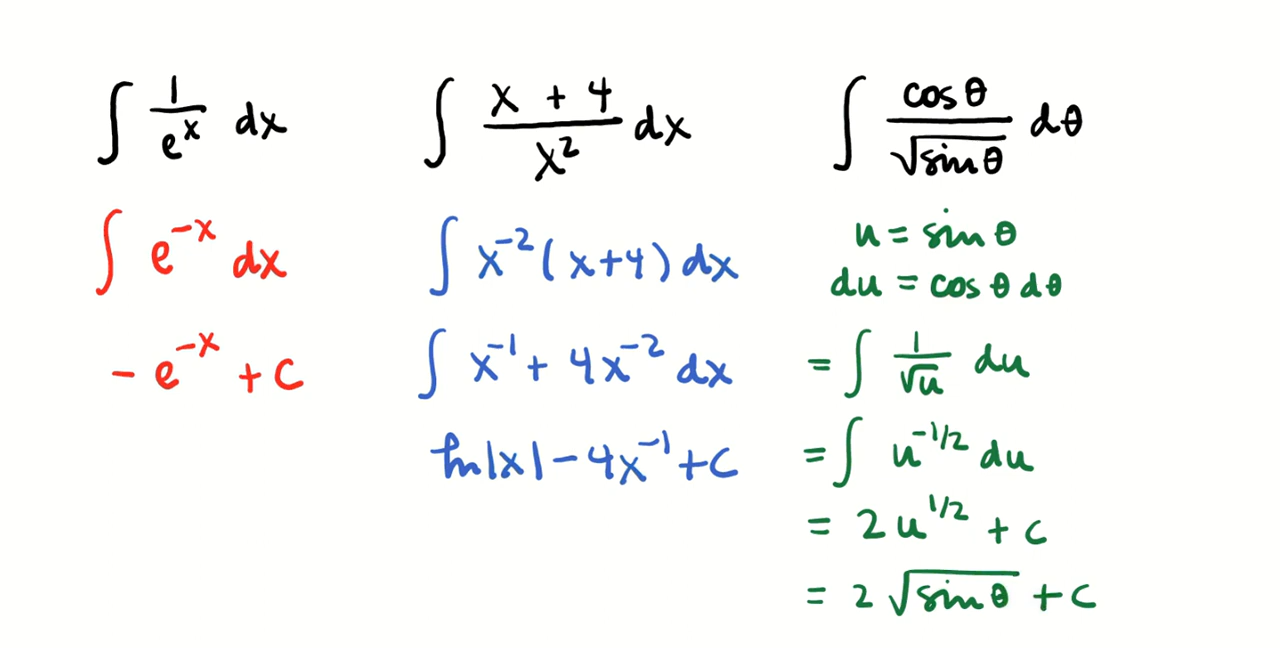 ∫ 1/eˣ dx
∫ e⁻ˣ dx
- e⁻ˣ + c
∫ (x + 4)/x² dx
∫ x⁻²(x+4) dx
∫ x⁻¹ + 4x⁻² dx
ln|x| - 4x⁻¹ + c
∫ cos θ/√(sin θ) dθ
u = sin θ
du = cos θ dθ
= ∫ 1/√u du
= ∫ u^(-1/2) du
= 2u^(1/2) + c
= 2√(sin θ) + c